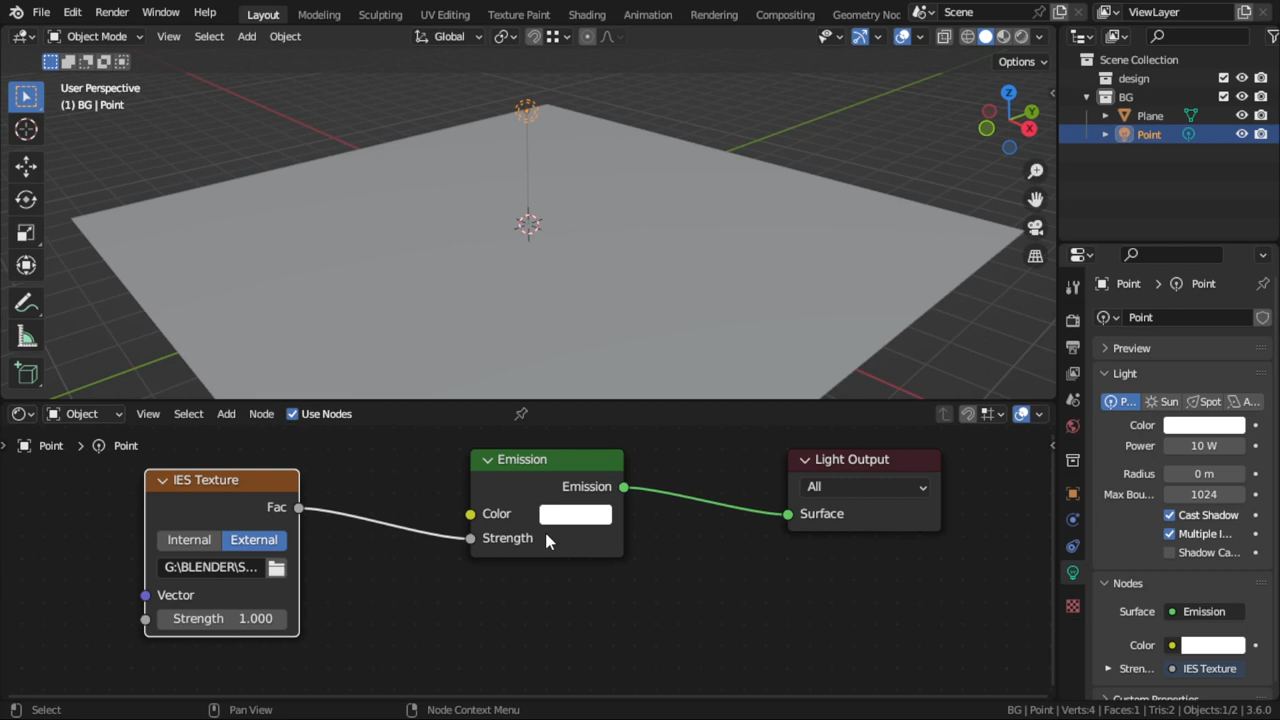 File Edit Render Window Help Layout Modeling Sculpting UV Editing Texture Paint Shading Animation Rendering Compositing Geometry Noc Scene ViewLayer
Object Mode View Select Add Object Global
Options
User Perspective
(1) BG | Point
Z
Y
X
Scene Collection
design
BG
Plane
Point
Point > Point
Point
Preview
Light
P... Sun Spot A...
Color
Power 10 W
Radius 0 m
Max Bou... 1024
Cast Shadow
Multiple I...
Shadow Ca...
Nodes
Surface Emission
Color
Stren... IES Texture
Object View Select Add Node Use Nodes
Point > Point
IES Texture
Fac
Internal External
G:\BLENDER\S...
Vector
Strength 1.000
Emission
Emission
Color
Strength
Light Output
All
Surface
Select Pan View Node Context Menu BG | Point | Verts:4 | Faces:1 | Tris:2 | Objects:1/2 | 3.6.0